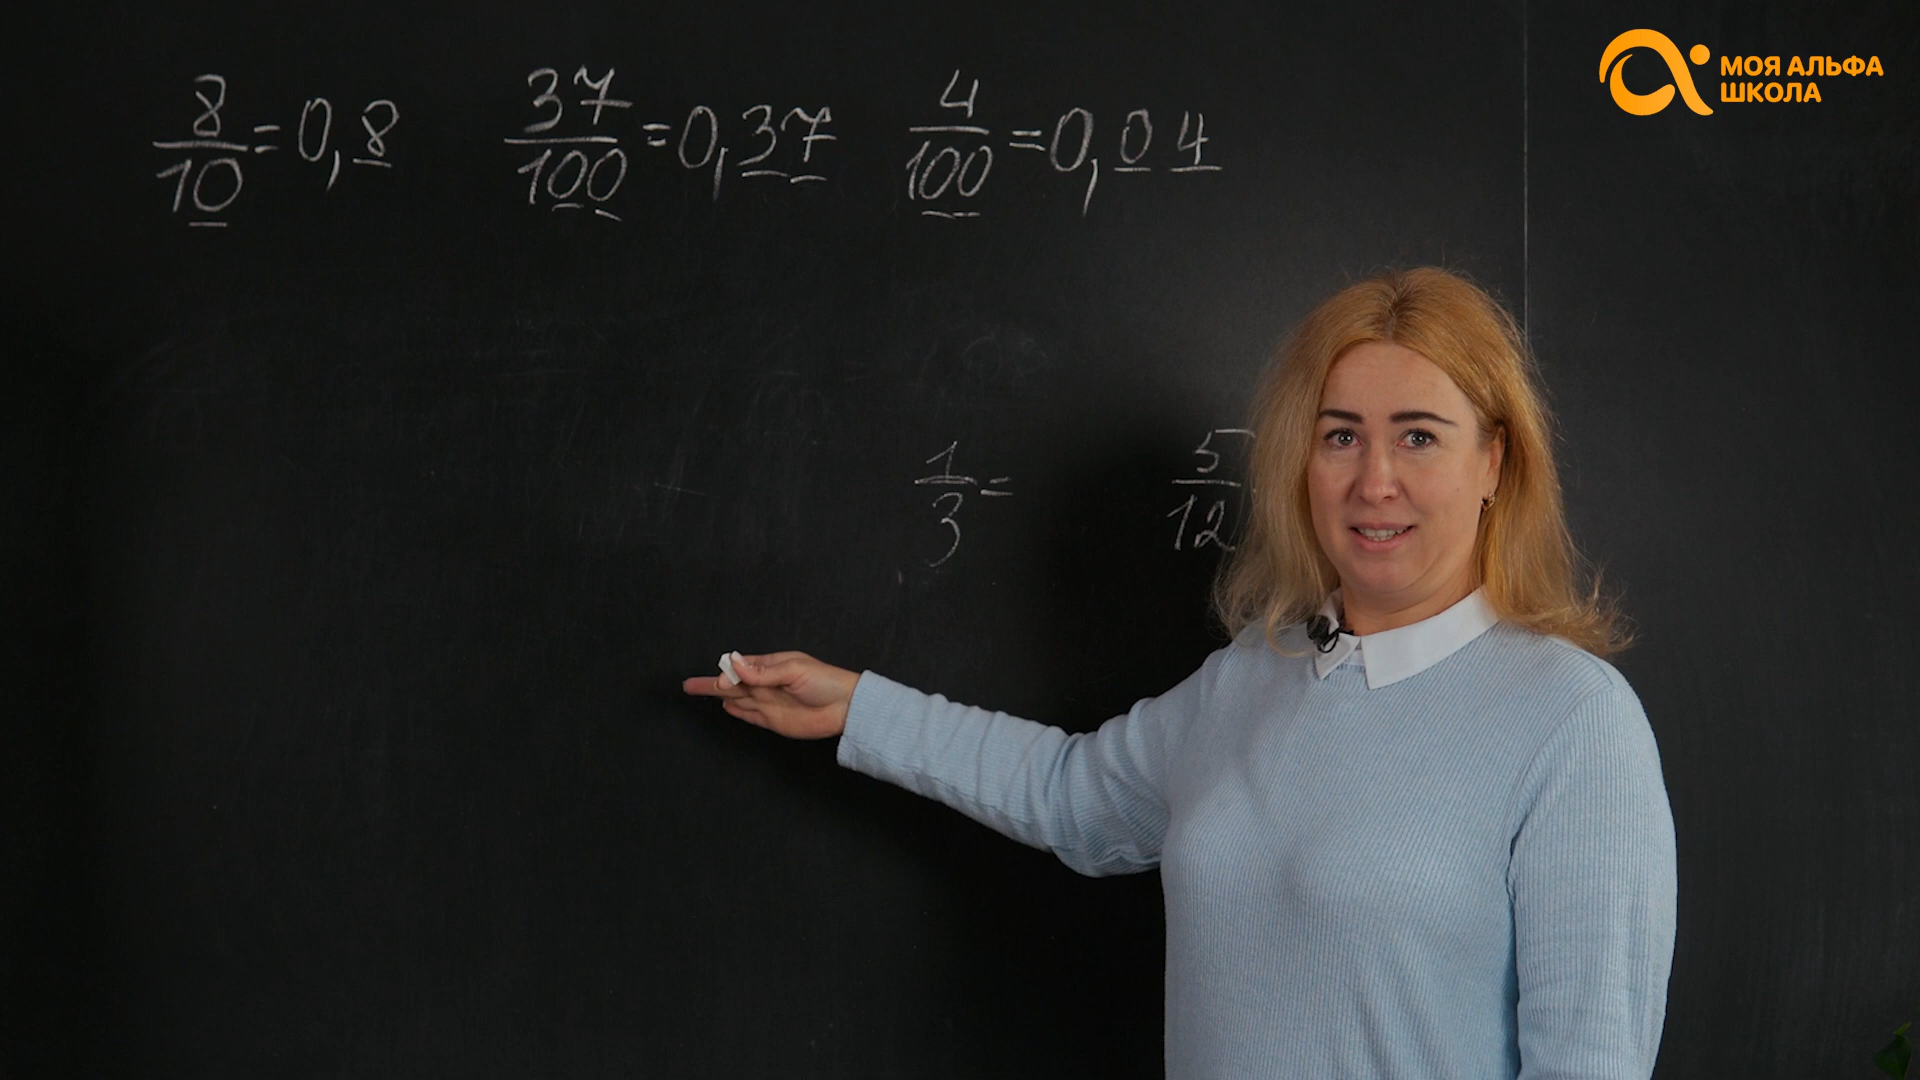 МОЯ АЛЬФА
ШКОЛА
8/10 = 0,8 37/100 = 0,37 4/100 = 0,04
1/3 = 5/12